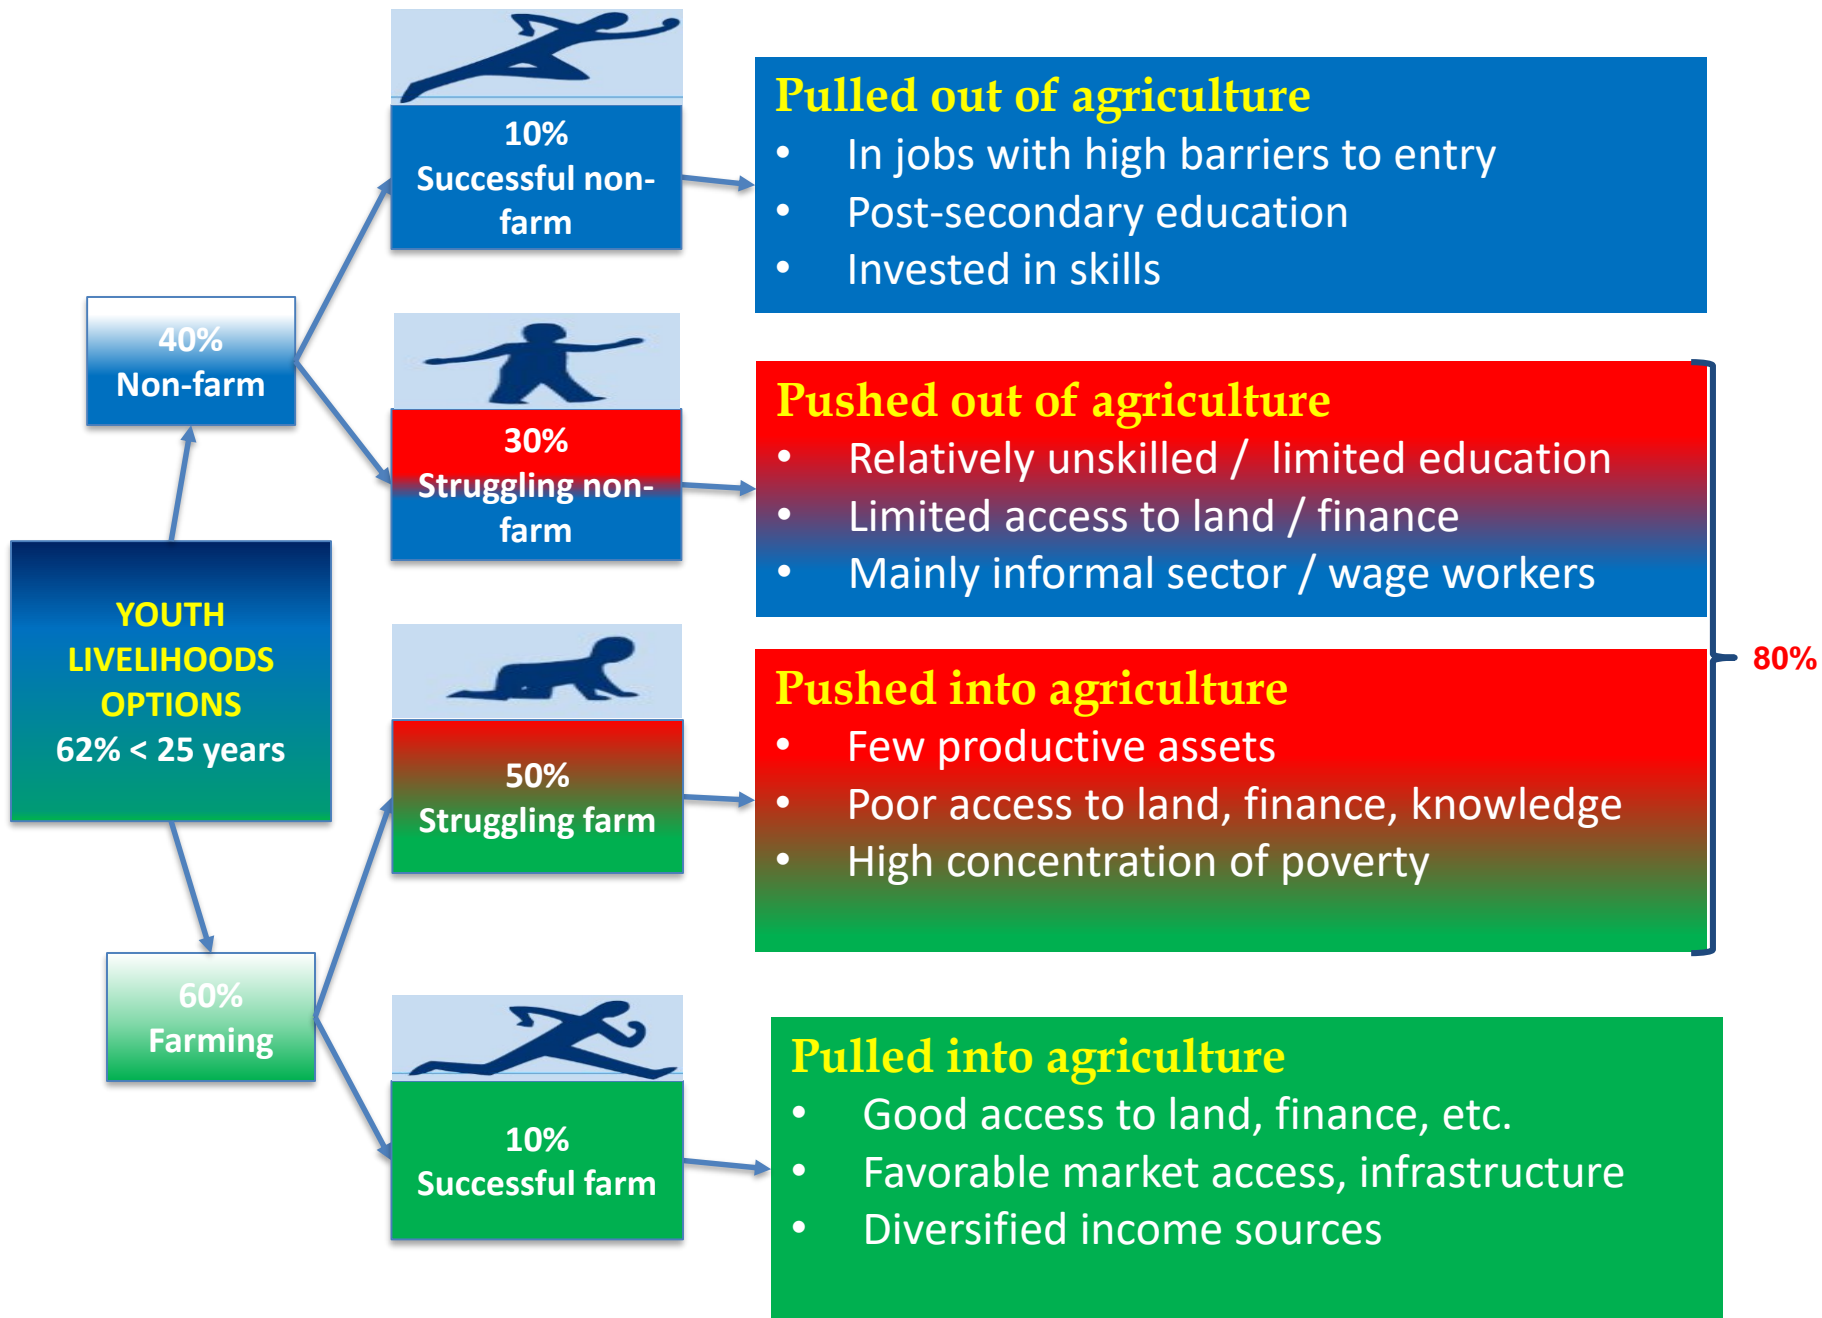 10%
Successful non-
farm
Pulled out of agriculture
• In jobs with high barriers to entry
• Post-secondary education
• Invested in skills
40%
Non-farm
30%
Struggling non-
farm
Pushed out of agriculture
• Relatively unskilled / limited education
• Limited access to land / finance
• Mainly informal sector / wage workers
YOUTH
LIVELIHOODS
OPTIONS
62% < 25 years
80%
50%
Struggling farm
Pushed into agriculture
• Few productive assets
• Poor access to land, finance, knowledge
• High concentration of poverty
60%
Farming
10%
Successful farm
Pulled into agriculture
• Good access to land, finance, etc.
• Favorable market access, infrastructure
• Diversified income sources